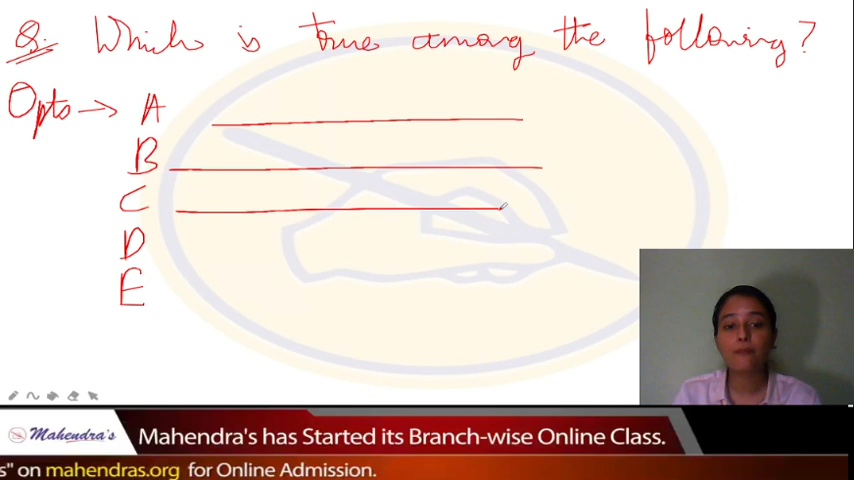 Q. Which is true among the following?
Opts → A
B
C
D
E
Mahendra's
Mahendra's has Started its Branch-wise Online Class.
s" on mahendras.org for Online Admission.